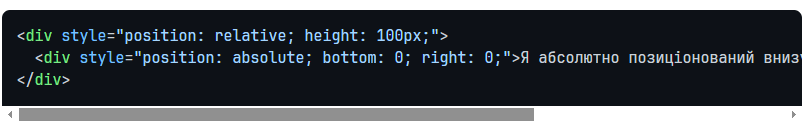 <div style="position: relative; height: 100px;">
  <div style="position: absolute; bottom: 0; right: 0;">Я абсолютно позиціонований внизу
</div>